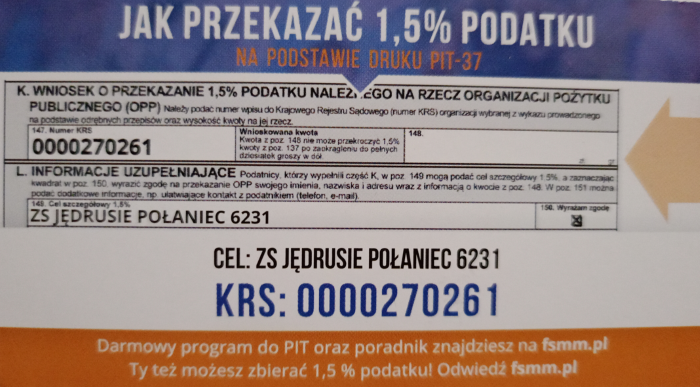 JAK PRZEKAZAĆ 1,5% PODATKU
NA PODSTAWIE DRUKU PIT-37
K. WNIOSEK O PRZEKAZANIE 1,5% PODATKU NALEŻ EGO NA RZECZ ORGANIZACJI POŻYTKU
PUBLICZNEGO (OPP) Należy podać numer wpisu do Krajowego Rejestru Sądowego (numer KRS) organizacji wybranej z wykazu prowadzonego
na podstawie odrębnych przepisów oraz wysokość kwoty na jej rzecz.
147. Numer KRS
0000270261
Wnioskowana kwota
Kwota z poz. 148 nie może przekroczyć 1,5%
kwoty z poz. 137 po zaokrągleniu do pełnych
dziesiątek groszy w dół
148.
zł, gr
L. INFORMACJE UZUPEŁNIAJĄCE Podatnicy, którzy wypełnili część K, w poz. 149 mogą podać cel szczegółowy 1,5%, a zaznaczając
kwadrat w poz. 150, wyrazić zgodę na przekazanie OPP swojego imienia, nazwiska i adresu wraz z informacją o kwocie z poz. 148. W poz. 151 można
podać dodatkowe informacje, np. ułatwiające kontakt z podatnikiem (telefon, e-mail).
149. Cel szczegółowy 1,5%
ZS JĘDRUSIE POŁANIEC 6231
150. Wyrażam zgodę
CEL: ZS JĘDRUSIE POŁANIEC 6231
KRS: 0000270261
Darmowy program do PIT oraz poradnik znajdziesz na fsmm.pl
Ty też możesz zbierać 1,5 % podatku! Odwiedź fsmm.pl